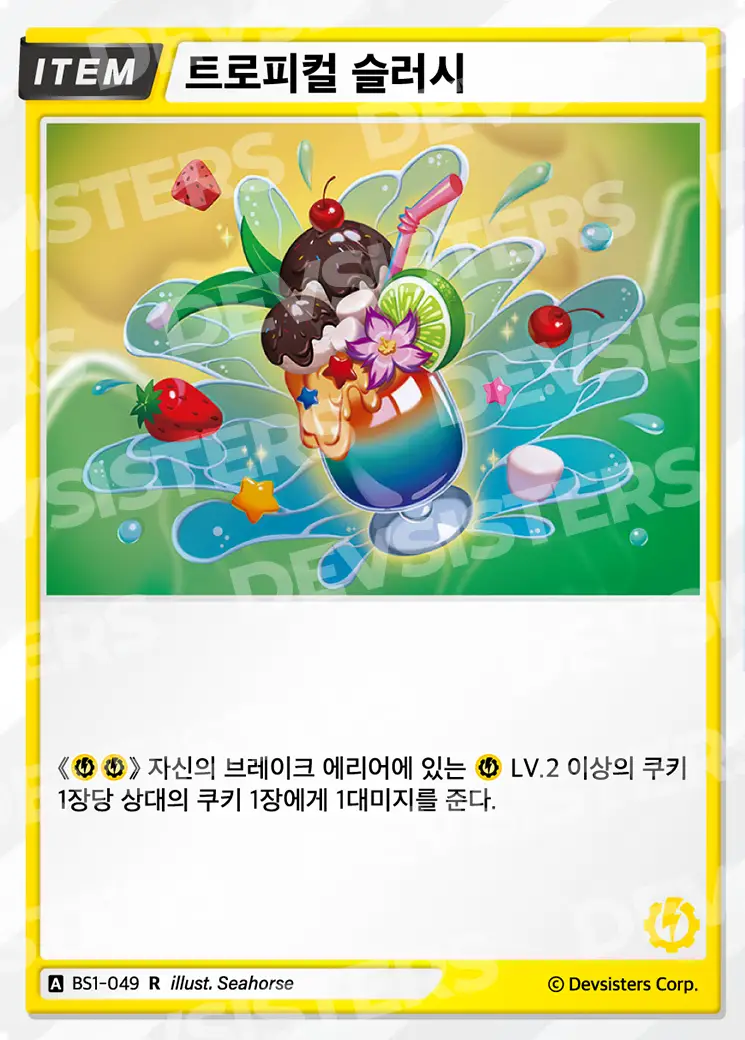 ITEM
트로피컬 슬러시
《》 자신의 브레이크 에리어에 있는 LV.2 이상의 쿠키
1장당 상대의 쿠키 1장에게 1대미지를 준다.
A BS1-049 R illust. Seahorse
© Devsisters Corp.
DEVSISTERS